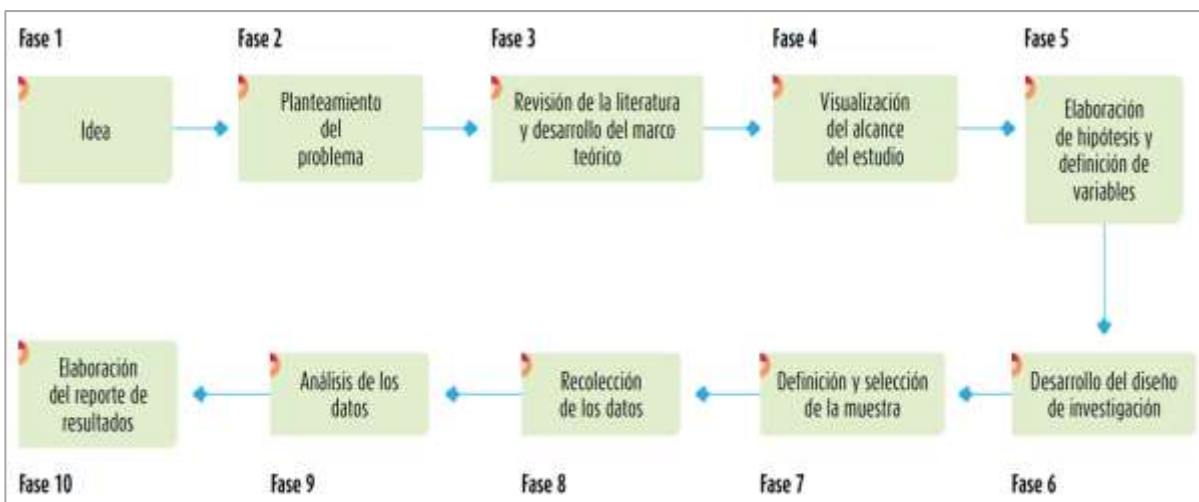 Fase 1
Idea
Fase 2
Planteamiento
del
problema
Fase 3
Revisión de la literatura
y desarrollo del marco
teórico
Fase 4
Visualización
del alcance
del estudio
Fase 5
Elaboración
de hipótesis y
definición de
variables
Desarrollo del diseño
de investigación
Fase 6
Definición y selección
de la muestra
Fase 7
Recolección
de los datos
Fase 8
Análisis de los
datos
Fase 9
Elaboración
del reporte de
resultados
Fase 10